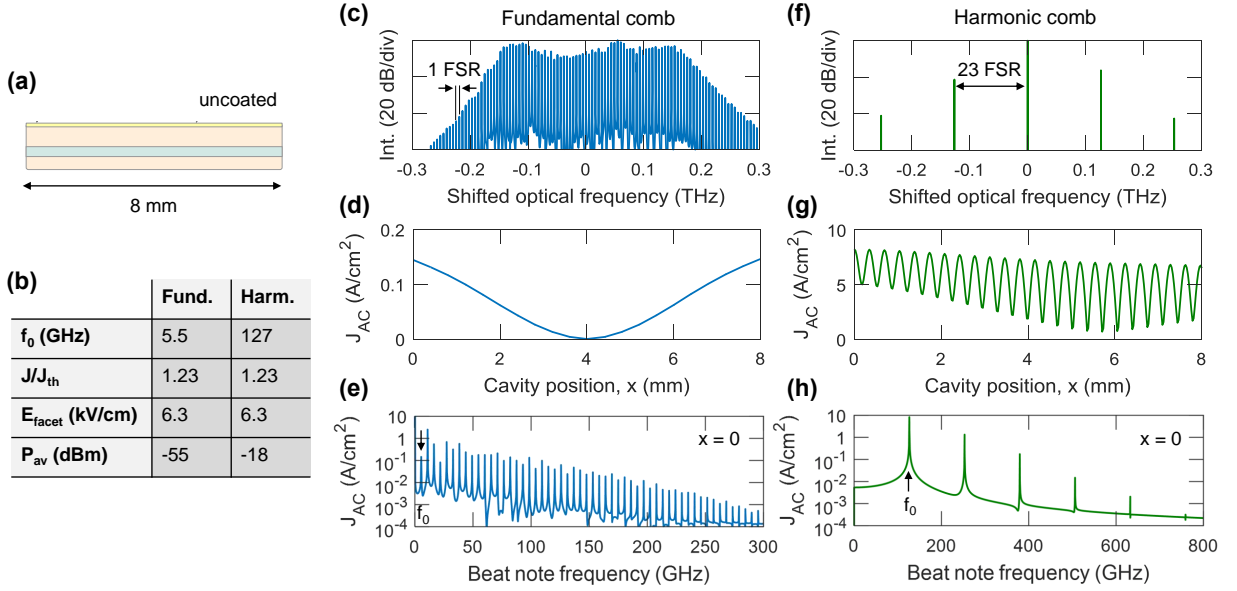 (a)
uncoated
8 mm
(b)
Fund. Harm.
f0 (GHz) 5.5 127
J/Jth 1.23 1.23
Efacet (kV/cm) 6.3 6.3
Pav (dBm) -55 -18
(c)
Fundamental comb
1 FSR
Int. (20 dB/div)
-0.3 -0.2 -0.1 0 0.1 0.2 0.3
Shifted optical frequency (THz)
(d)
0.2
0.1
0
JAC (A/cm2)
0 2 4 6 8
Cavity position, x (mm)
(e)
10
1
10-1
10-2
10-3
10-4
JAC (A/cm2)
x = 0
f0
0 50 100 150 200 250 300
Beat note frequency (GHz)
(f)
Harmonic comb
23 FSR
Int. (20 dB/div)
-0.3 -0.2 -0.1 0 0.1 0.2 0.3
Shifted optical frequency (THz)
(g)
10
5
0
JAC (A/cm2)
0 2 4 6 8
Cavity position, x (mm)
(h)
10
1
10-1
10-2
10-3
10-4
JAC (A/cm2)
x = 0
f0
0 200 400 600 800
Beat note frequency (GHz)